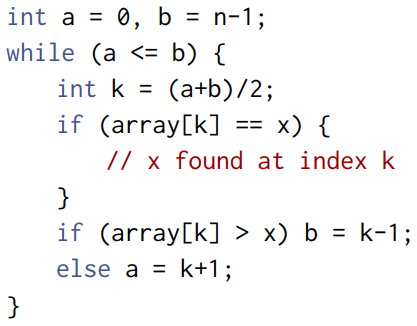 int a = 0, b = n-1;
while (a <= b) {
    int k = (a+b)/2;
    if (array[k] == x) {
        // x found at index k
    }
    if (array[k] > x) b = k-1;
    else a = k+1;
}